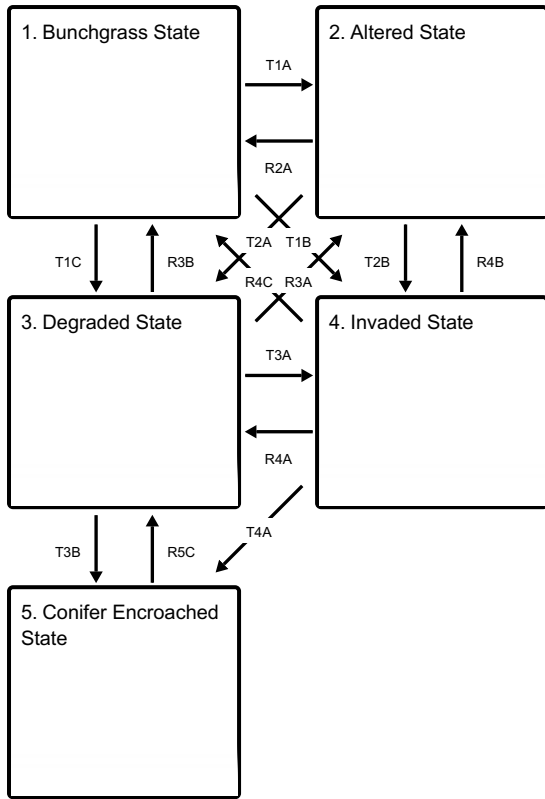 1. Bunchgrass State
2. Altered State
T1A
R2A
T1C
R3B
T2A
T1B
T2B
R4B
R4C
R3A
3. Degraded State
4. Invaded State
T3A
R4A
T3B
R5C
T4A
5. Conifer Encroached
State